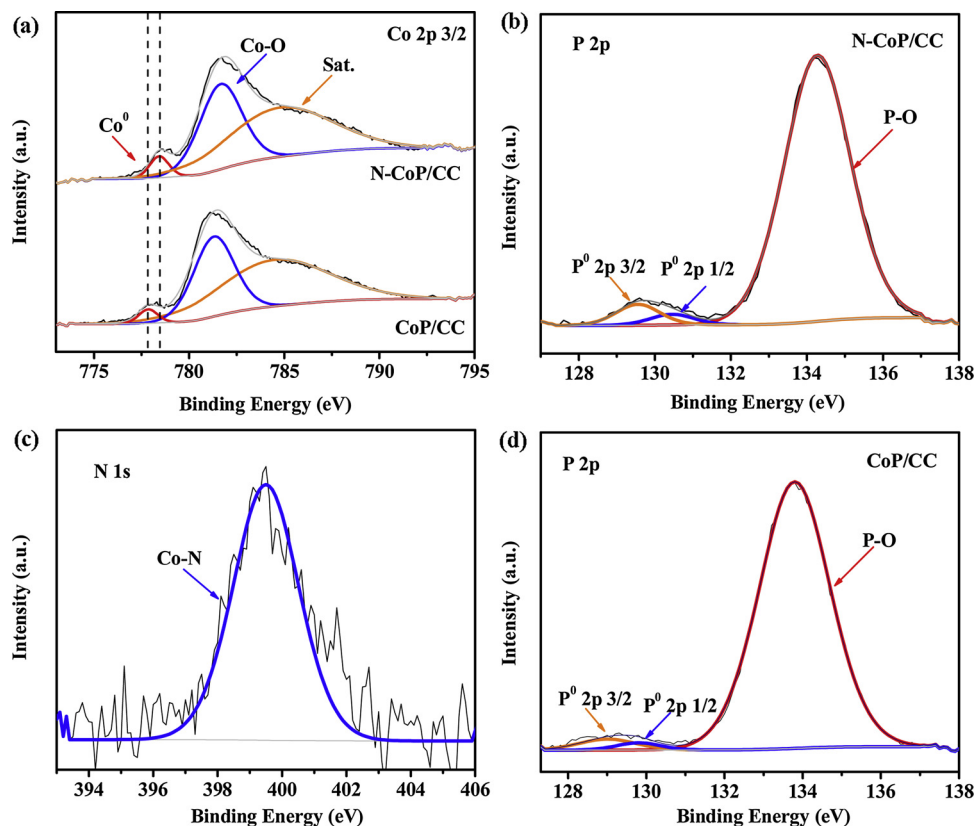 (a)
Co 2p 3/2
Co-O
Sat.
Co⁰
N-CoP/CC
CoP/CC
Intensity (a.u.)
775 780 785 790 795
Binding Energy (eV)
(b)
P 2p
N-CoP/CC
P-O
P⁰ 2p 3/2
P⁰ 2p 1/2
Intensity (a.u.)
128 130 132 134 136 138
Binding Energy (eV)
(c)
N 1s
Co-N
Intensity (a.u.)
394 396 398 400 402 404 406
Binding Energy (eV)
(d)
P 2p
CoP/CC
P-O
P⁰ 2p 3/2
P⁰ 2p 1/2
Intensity (a.u.)
128 130 132 134 136 138
Binding Energy (eV)